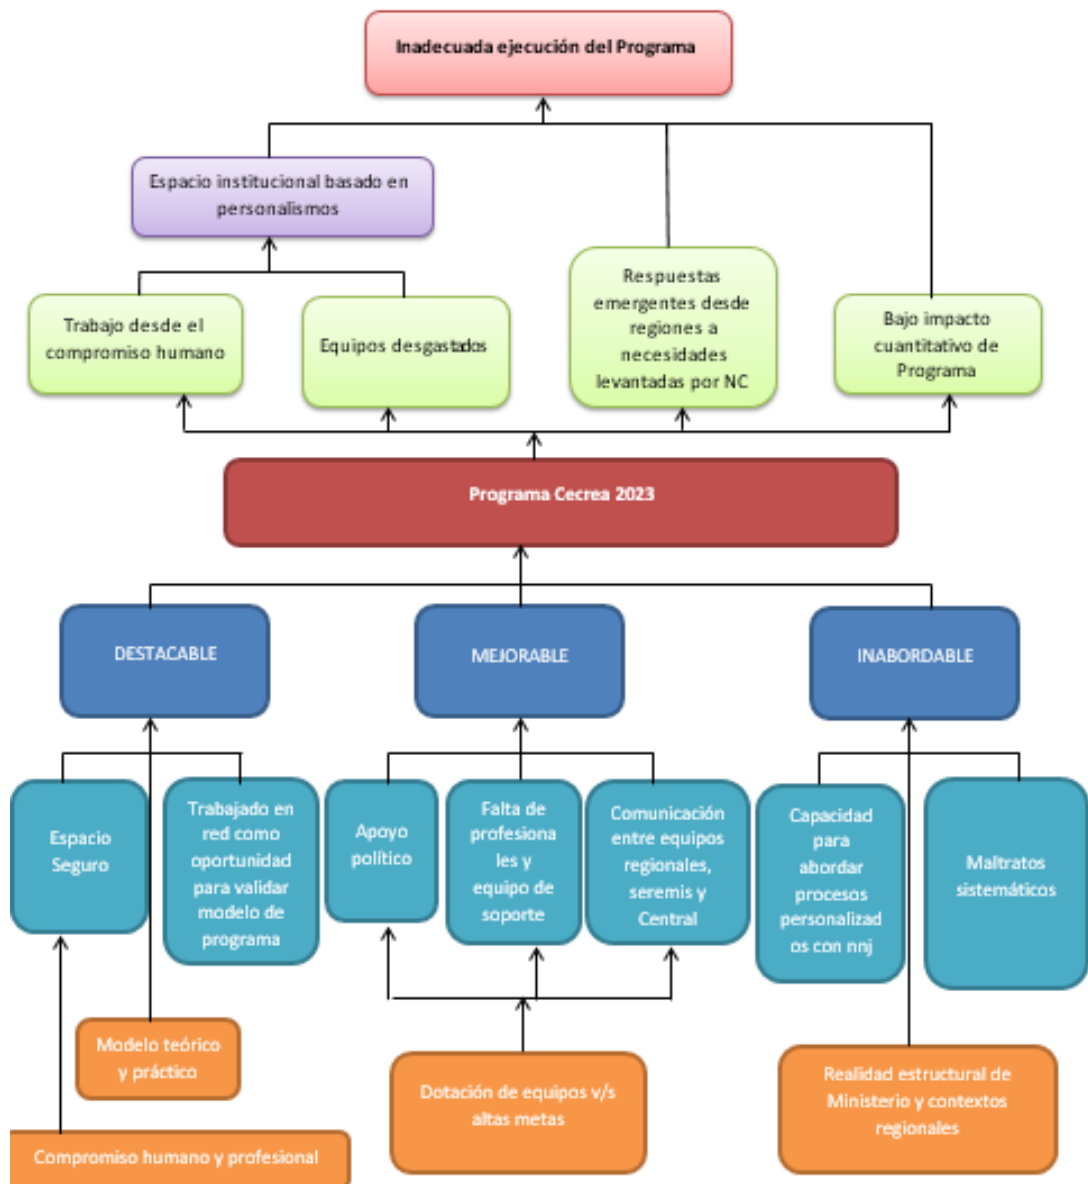 Inadecuada ejecución del Programa
Espacio institucional basado en
personalismos
Trabajo desde el
compromiso humano
Equipos desgastados
Respuestas
emergentes desde
regiones a
necesidades
levantadas por NC
Bajo impacto
cuantitativo de
Programa
Programa Cecrea 2023
DESTACABLE
MEJORABLE
INABORDABLE
Espacio
Seguro
Trabajado en
red como
oportunidad
para validar
modelo de
programa
Apoyo
político
Falta de
profesiona
les y
equipo de
soporte
Comunicación
entre equipos
regionales,
seremis y
Central
Capacidad
para
abordar
procesos
personalizad
os con nnj
Maltratos
sistemáticos
Modelo teórico
y práctico
Compromiso humano y profesional
Dotación de equipos v/s
altas metas
Realidad estructural de
Ministerio y contextos
regionales